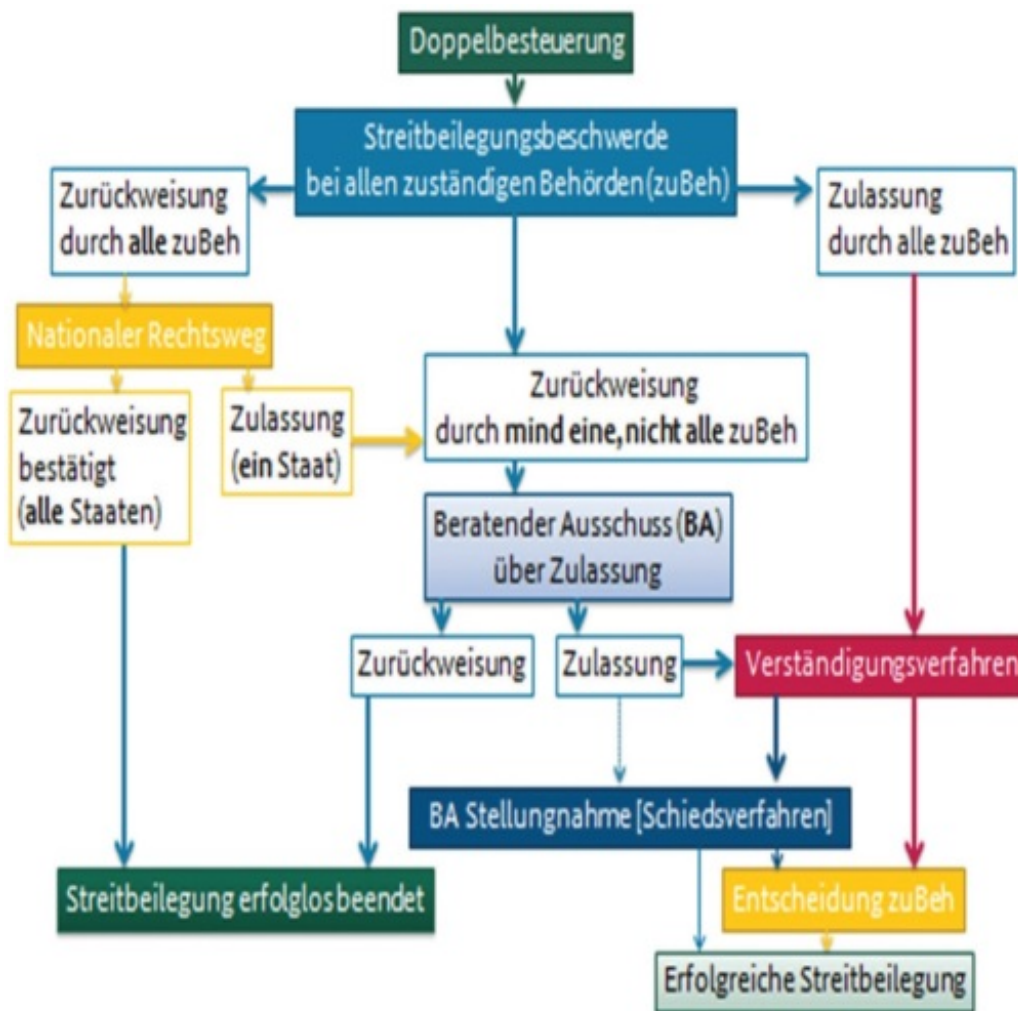 Doppelbesteuerung
Streitbeilegungsbeschwerde
bei allen zuständigen Behörden (zuBeh)
Zurückweisung
durch alle zuBeh
Zulassung
durch alle zuBeh
Nationaler Rechtsweg
Zurückweisung
bestätigt
(alle Staaten)
Zulassung
(ein Staat)
Zurückweisung
durch mind eine, nicht alle zuBeh
Beratender Ausschuss (BA)
über Zulassung
Zurückweisung
Zulassung
Verständigungsverfahren
BA Stellungnahme [Schiedsverfahren]
Streitbeilegung erfolglos beendet
Entscheidung zuBeh
Erfolgreiche Streitbeilegung